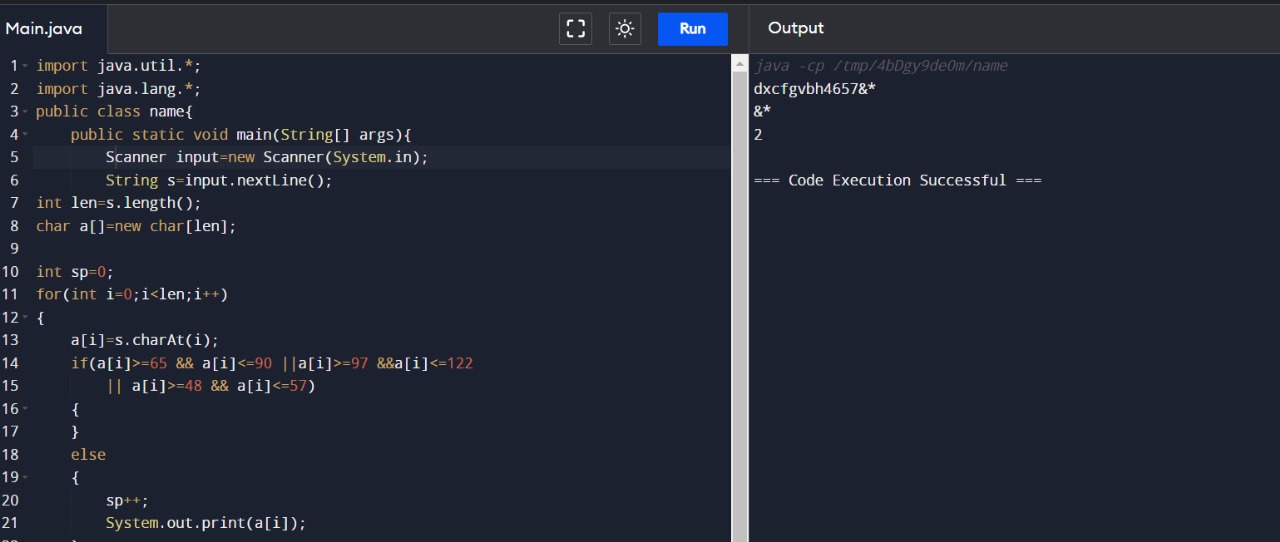 Main.java
Run
Output
1 import java.util.*;
2 import java.lang.*;
3 public class name{
4 public static void main(String[] args){
5 Scanner input=new Scanner(System.in);
6 String s=input.nextLine();
7 int len=s.length();
8 char a[]=new char[len];
9
10 int sp=0;
11 for(int i=0;i<len;i++)
12 {
13 a[i]=s.charAt(i);
14 if(a[i]>=65 && a[i]<=90 ||a[i]>=97 &&a[i]<=122
15 || a[i]>=48 && a[i]<=57)
16 {
17 }
18 else
19 {
20 sp++;
21 System.out.print(a[i]);
java -cp /tmp/4bDgy9deOm/name
dxcfgvbh4657&*
&*
2
=== Code Execution Successful ===